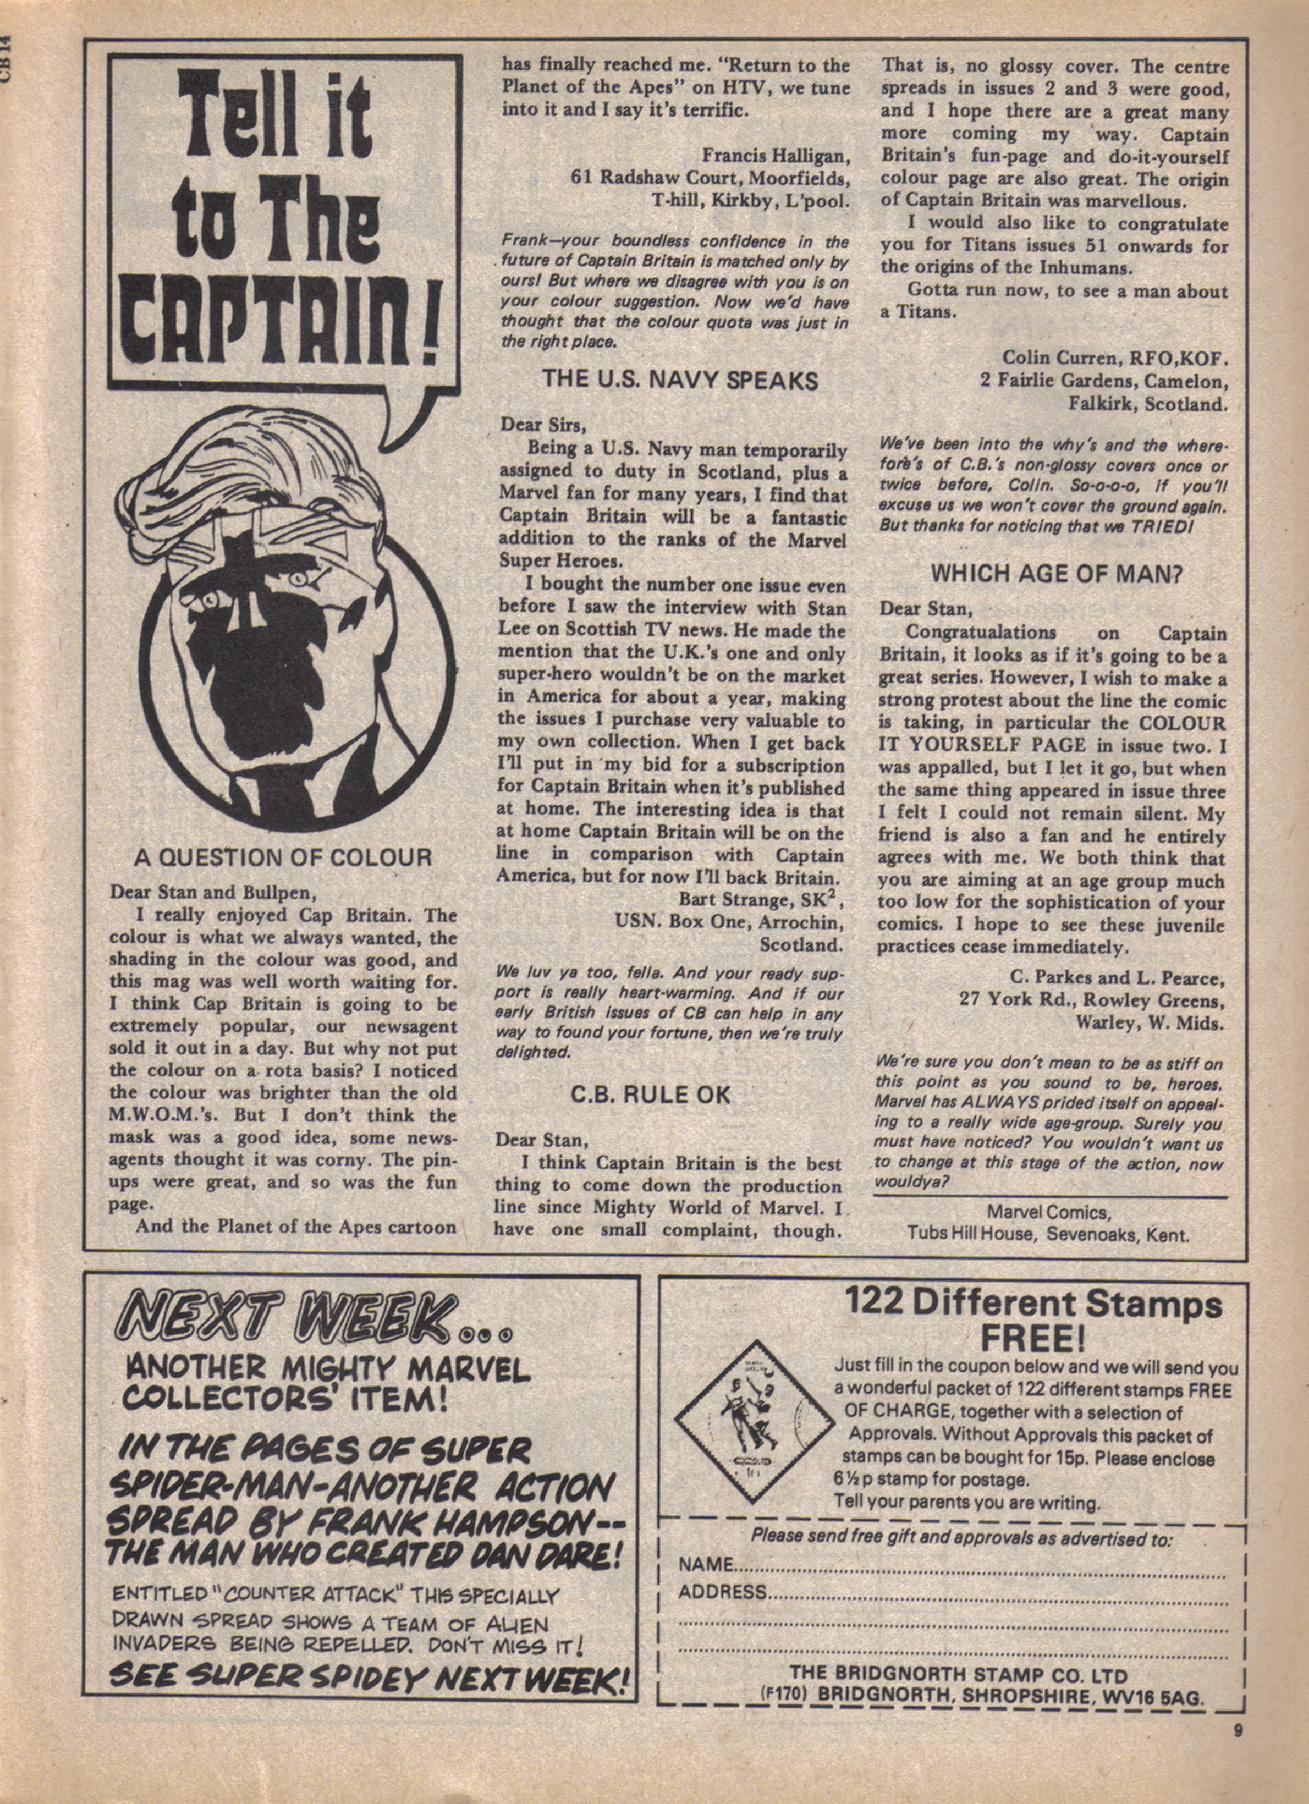 CB 14
Tell it
to The
CAPTAIN!
A QUESTION OF COLOUR
Dear Stan and Bullpen,
I really enjoyed Cap Britain. The
colour is what we always wanted, the
shading in the colour was good, and
this mag was well worth waiting for.
I think Cap Britain is going to be
extremely popular, our newsagent
sold it out in a day. But why not put
the colour on a rota basis? I noticed
the colour was brighter than the old
M.W.O.M.'s. But I don't think the
mask was a good idea, some news-
agents thought it was corny. The pin-
ups were great, and so was the fun
page.
And the Planet of the Apes cartoon
has finally reached me. "Return to the
Planet of the Apes" on HTV, we tune
into it and I say it's terrific.
Francis Halligan,
61 Radshaw Court, Moorfields,
T-hill, Kirkby, L'pool.
Frank—your boundless confidence in the
future of Captain Britain is matched only by
ours! But where we disagree with you is on
your colour suggestion. Now we'd have
thought that the colour quota was just in
the right place.
THE U.S. NAVY SPEAKS
Dear Sirs,
Being a U.S. Navy man temporarily
assigned to duty in Scotland, plus a
Marvel fan for many years, I find that
Captain Britain will be a fantastic
addition to the ranks of the Marvel
Super Heroes.
I bought the number one issue even
before I saw the interview with Stan
Lee on Scottish TV news. He made the
mention that the U.K.'s one and only
super-hero wouldn't be on the market
in America for about a year, making
the issues I purchase very valuable to
my own collection. When I get back
I'll put in my bid for a subscription
for Captain Britain when it's published
at home. The interesting idea is that
at home Captain Britain will be on the
line in comparison with Captain
America, but for now I'll back Britain.
Bart Strange, SK²,
USN. Box One, Arrochin,
Scotland.
We luv ya too, fella. And your ready sup-
port is really heart-warming. And if our
early British issues of CB can help in any
way to found your fortune, then we're truly
delighted.
C.B. RULE OK
Dear Stan,
I think Captain Britain is the best
thing to come down the production
line since Mighty World of Marvel. I
have one small complaint, though.
That is, no glossy cover. The centre
spreads in issues 2 and 3 were good,
and I hope there are a great many
more coming my way. Captain
Britain's fun-page and do-it-yourself
colour page are also great. The origin
of Captain Britain was marvellous.
I would also like to congratulate
you for Titans issues 51 onwards for
the origins of the Inhumans.
Gotta run now, to see a man about
a Titans.
Colin Curren, RFO,KOF.
2 Fairlie Gardens, Camelon,
Falkirk, Scotland.
We've been into the why's and the where-
fore's of C.B.'s non-glossy covers once or
twice before, Colin. So-o-o-o, if you'll
excuse us we won't cover the ground again.
But thanks for noticing that we TRIED!
WHICH AGE OF MAN?
Dear Stan,
Congratualations on Captain
Britain, it looks as if it's going to be a
great series. However, I wish to make a
strong protest about the line the comic
is taking, in particular the COLOUR
IT YOURSELF PAGE in issue two. I
was appalled, but I let it go, but when
the same thing appeared in issue three
I felt I could not remain silent. My
friend is also a fan and he entirely
agrees with me. We both think that
you are aiming at an age group much
too low for the sophistication of your
comics. I hope to see these juvenile
practices cease immediately.
C. Parkes and L. Pearce,
27 York Rd., Rowley Greens,
Warley, W. Mids.
We're sure you don't mean to be as stiff on
this point as you sound to be, heroes.
Marvel has ALWAYS prided itself on appeal-
ing to a really wide age-group. Surely you
must have noticed? You wouldn't want us
to change at this stage of the action, now
wouldya?
Marvel Comics,
Tubs Hill House, Sevenoaks, Kent.
NEXT WEEK...
ANOTHER MIGHTY MARVEL
COLLECTORS' ITEM!
IN THE PAGES OF SUPER
SPIDER-MAN-ANOTHER ACTION
SPREAD BY FRANK HAMPSON--
THE MAN WHO CREATED DAN DARE!
ENTITLED "COUNTER ATTACK" THIS SPECIALLY
DRAWN SPREAD SHOWS A TEAM OF ALIEN
INVADERS BEING REPELLED. DON'T MISS IT!
SEE SUPER SPIDEY NEXT WEEK!
122 Different Stamps
FREE!
Just fill in the coupon below and we will send you
a wonderful packet of 122 different stamps FREE
OF CHARGE, together with a selection of
Approvals. Without Approvals this packet of
stamps can be bought for 15p. Please enclose
6½p stamp for postage.
Tell your parents you are writing.
Please send free gift and approvals as advertised to:
NAME
ADDRESS
THE BRIDGNORTH STAMP CO. LTD
(F170) BRIDGNORTH, SHROPSHIRE, WV16 5AG.
9